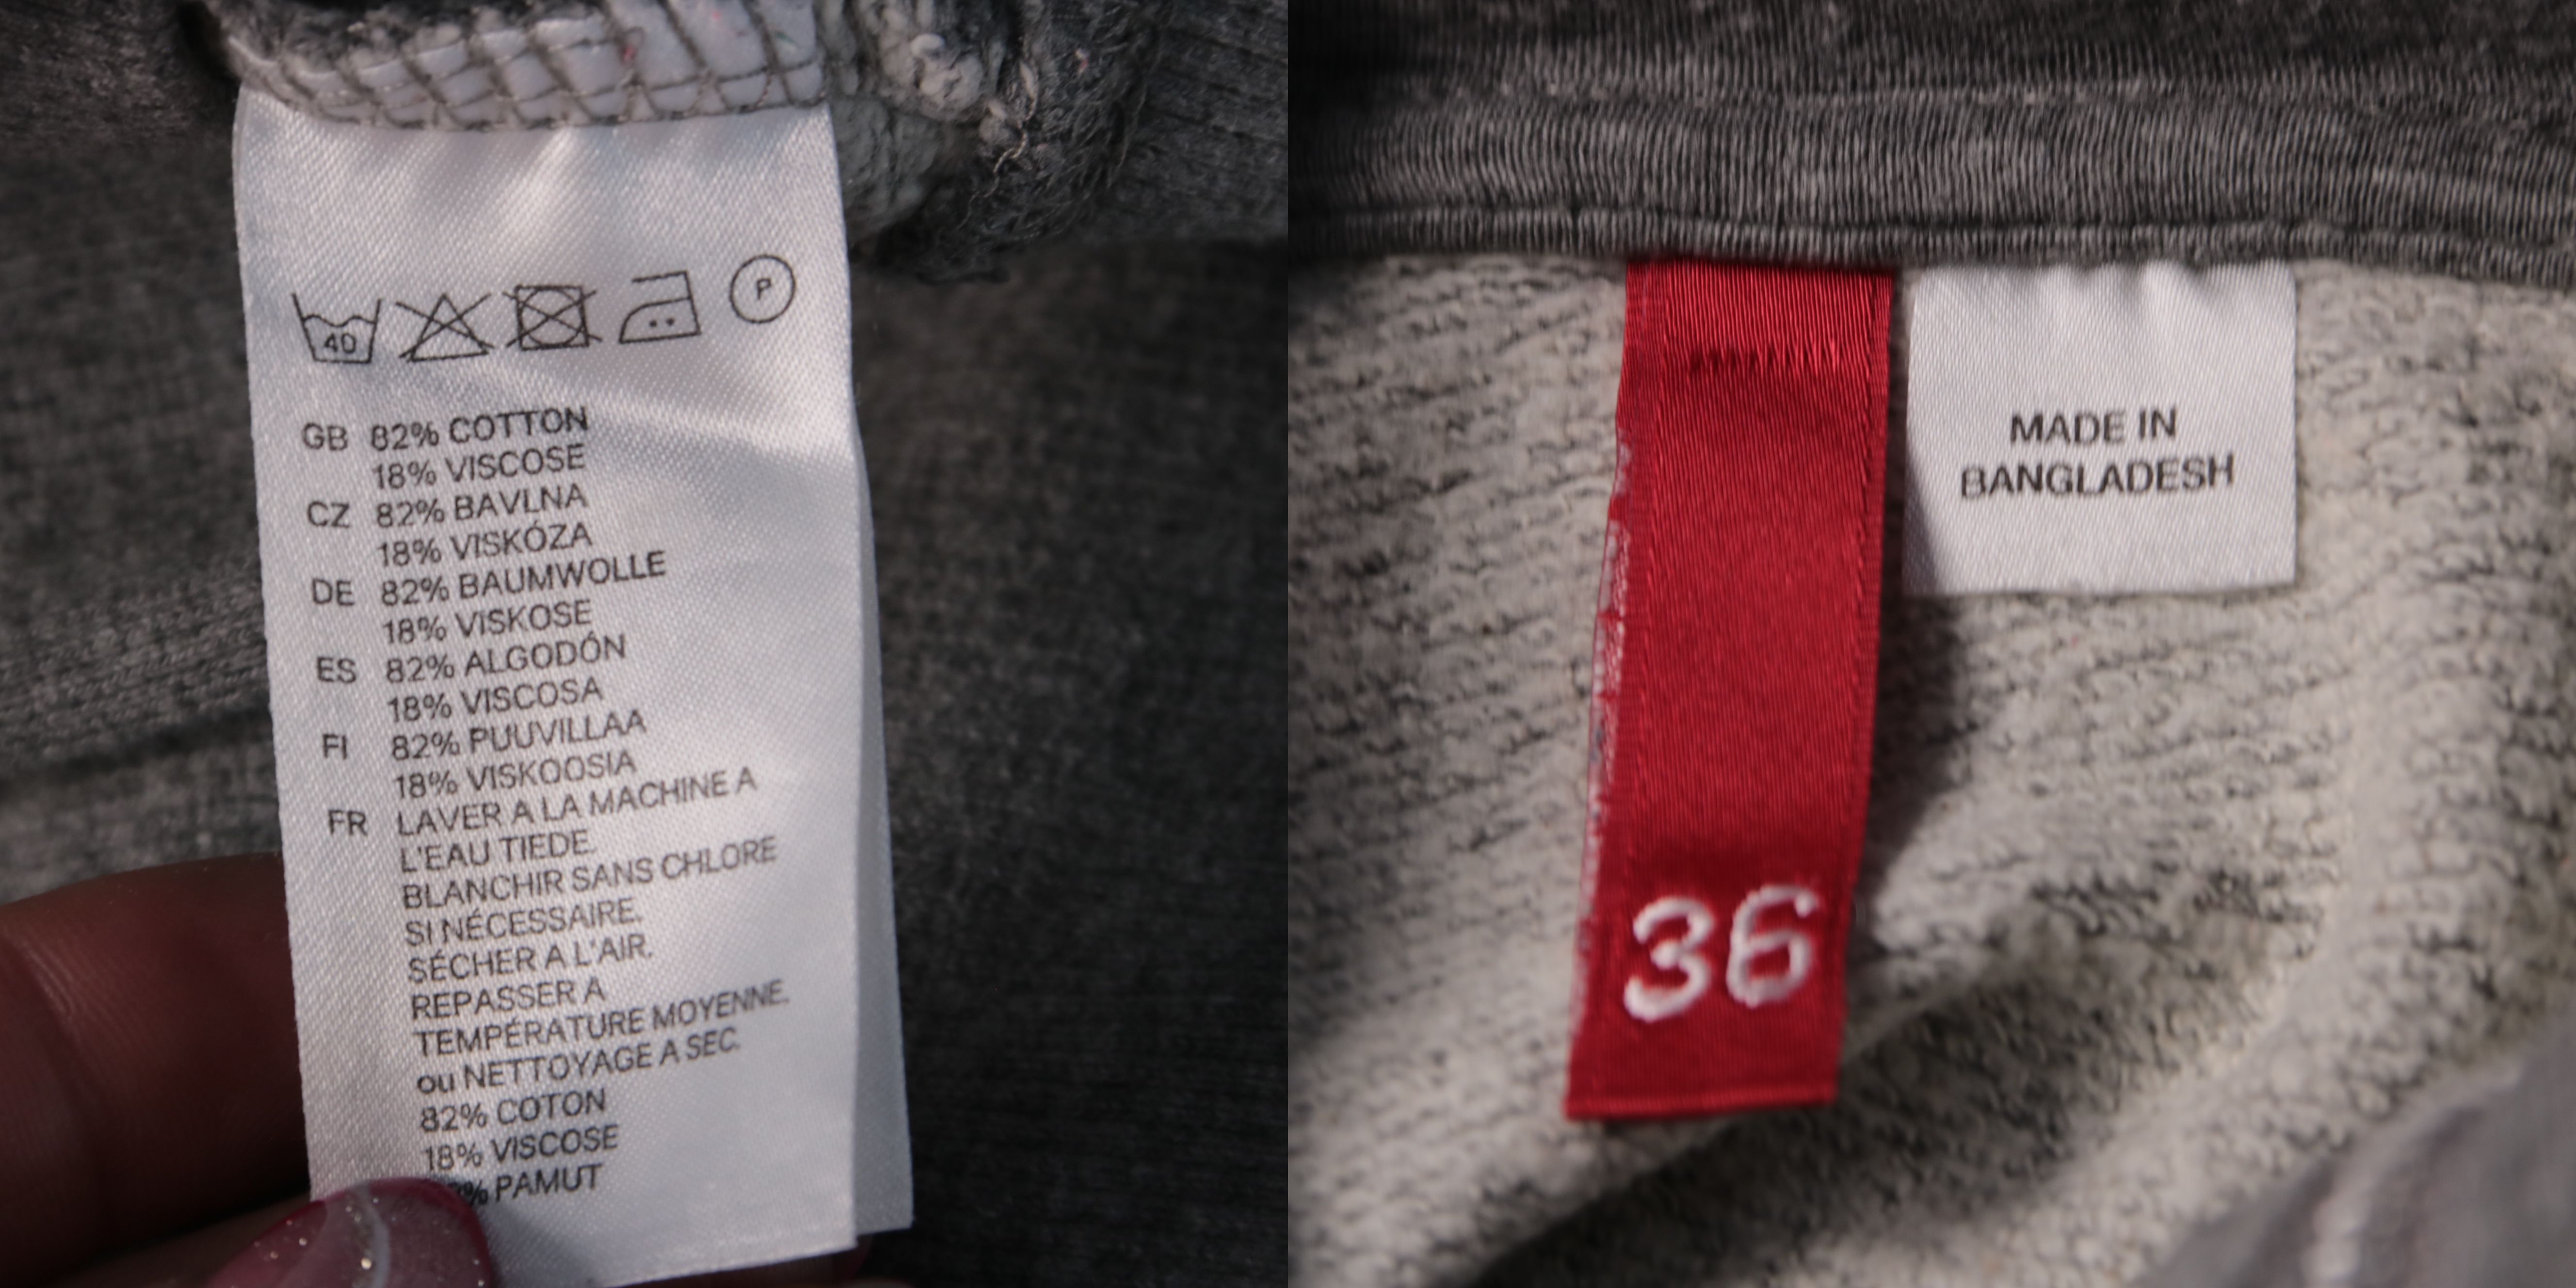 40
P
GB 82% COTTON
18% VISCOSE
CZ 82% BAVLNA
18% VISKÓZA
DE 82% BAUMWOLLE
18% VISKOSE
ES 82% ALGODÓN
18% VISCOSA
FI 82% PUUVILLAA
18% VISKOOSIA
FR LAVER A LA MACHINE A
L'EAU TIEDE.
BLANCHIR SANS CHLORE
SI NÉCESSAIRE.
SÉCHER A L'AIR.
REPASSER A
TEMPÉRATURE MOYENNE.
ou NETTOYAGE A SEC.
82% COTON
18% VISCOSE
PAMUT
MADE IN
BANGLADESH
36